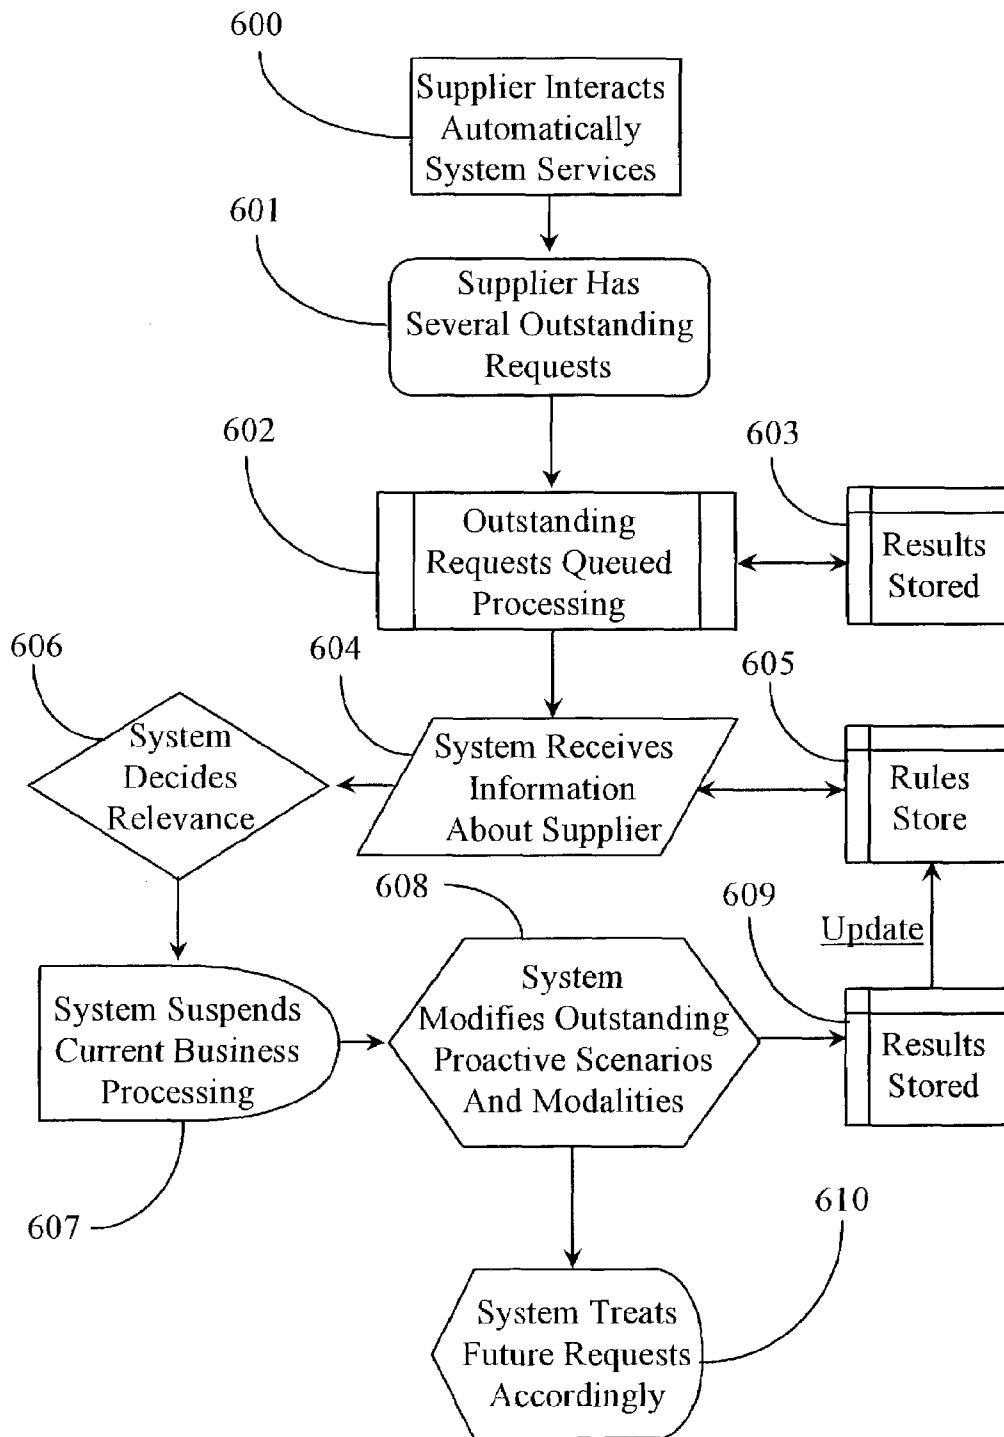 600
Supplier Interacts
Automatically
System Services
601
Supplier Has
Several Outstanding
Requests
602
Outstanding
Requests Queued
Processing
603
Results
Stored
604
System Receives
Information
About Supplier
605
Rules
Store
606
System
Decides
Relevance
607
System Suspends
Current Business
Processing
608
System
Modifies Outstanding
Proactive Scenarios
And Modalities
609
Update
Results
Stored
610
System Treats
Future Requests
Accordingly